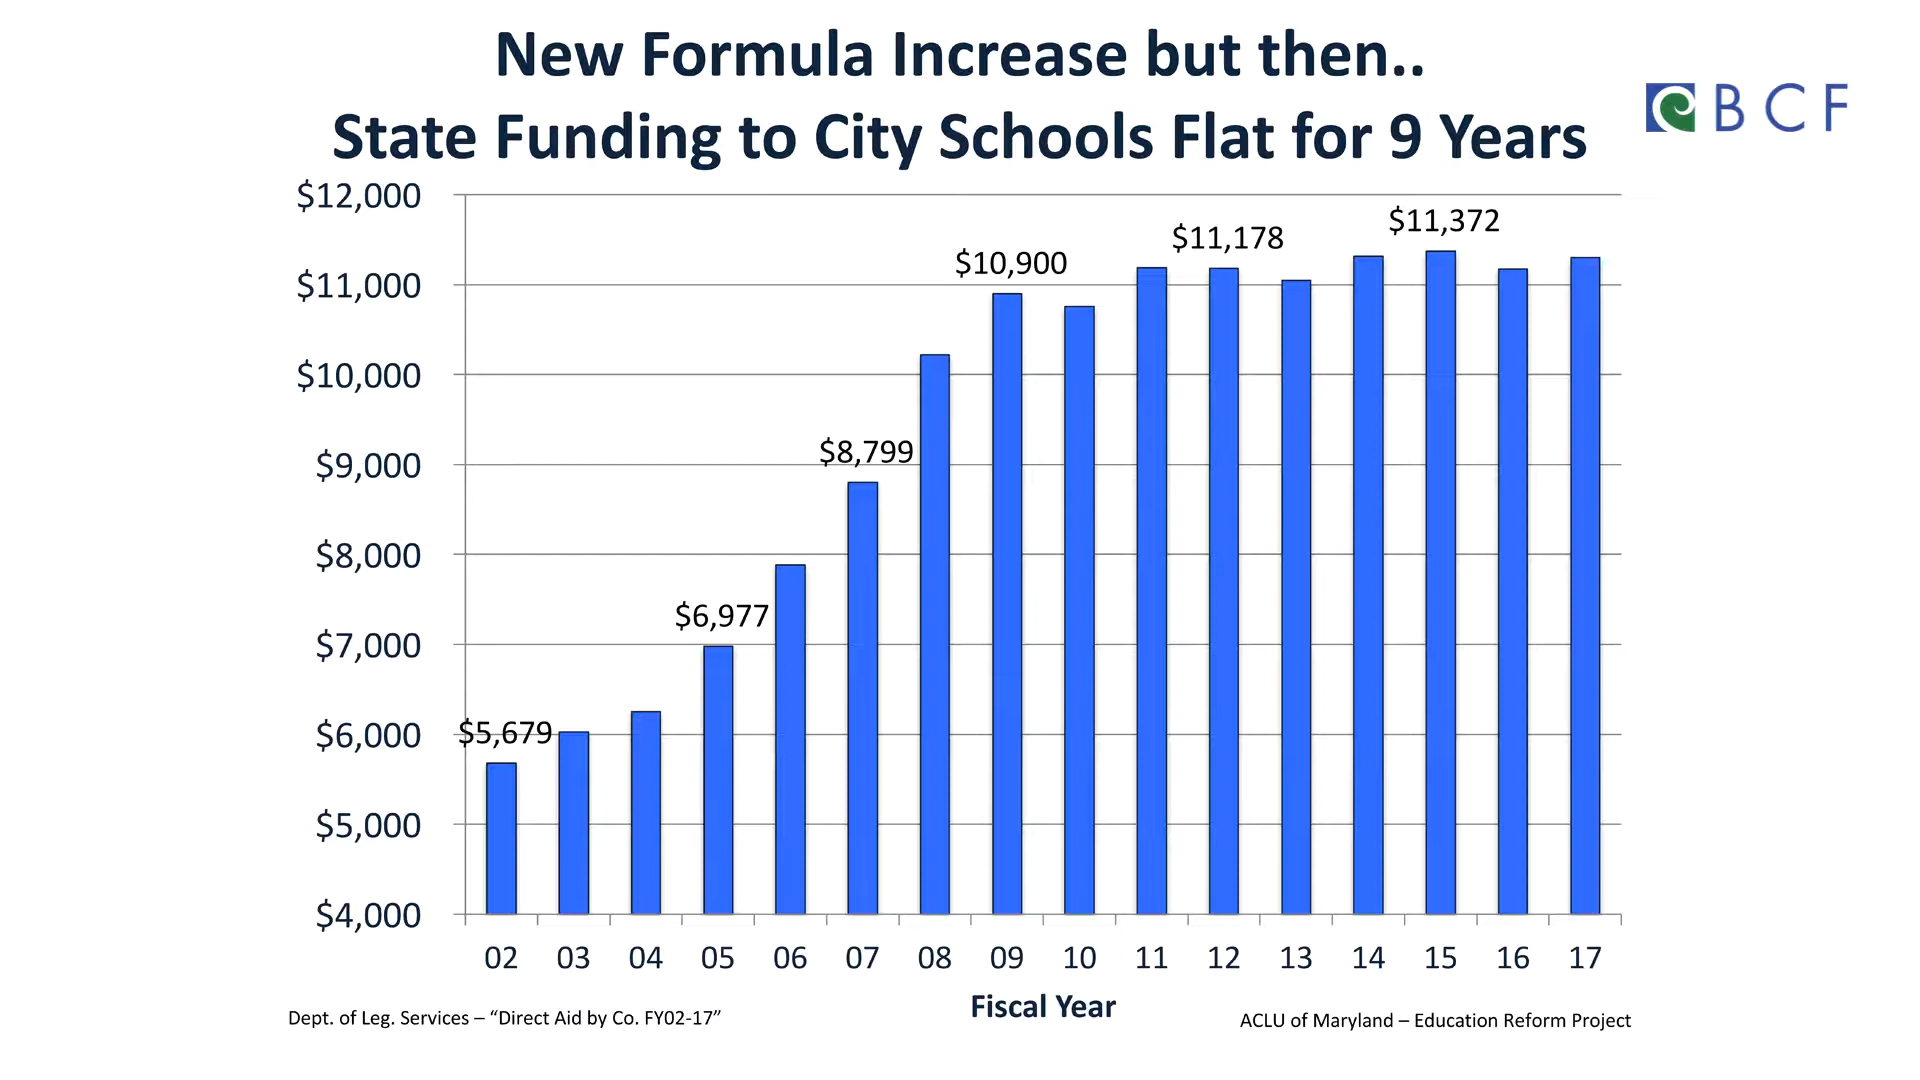 New Formula Increase but then..
State Funding to City Schools Flat for 9 Years
BCF
$12,000
$11,000
$10,000
$9,000
$8,000
$7,000
$6,000
$5,000
$4,000
$5,679
$6,977
$8,799
$10,900
$11,178
$11,372
02 03 04 05 06 07 08 09 10 11 12 13 14 15 16 17
Fiscal Year
Dept. of Leg. Services – “Direct Aid by Co. FY02-17”
ACLU of Maryland – Education Reform Project